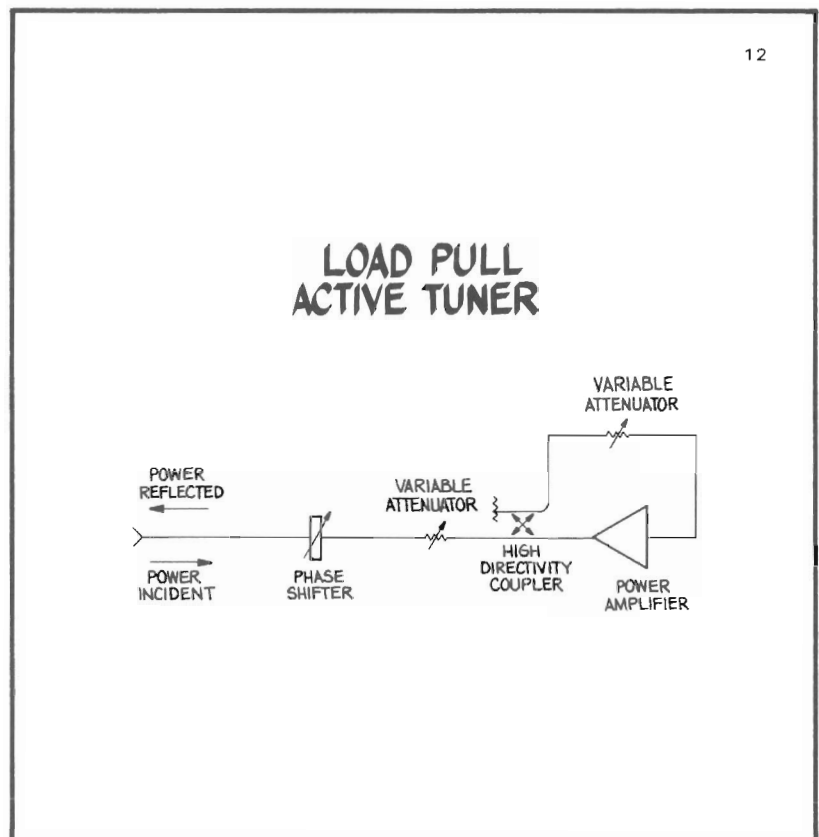 12
LOAD PULL
ACTIVE TUNER
VARIABLE
ATTENUATOR
POWER
REFLECTED
VARIABLE
ATTENUATOR
POWER
INCIDENT
PHASE
SHIFTER
HIGH
DIRECTIVITY
COUPLER
POWER
AMPLIFIER